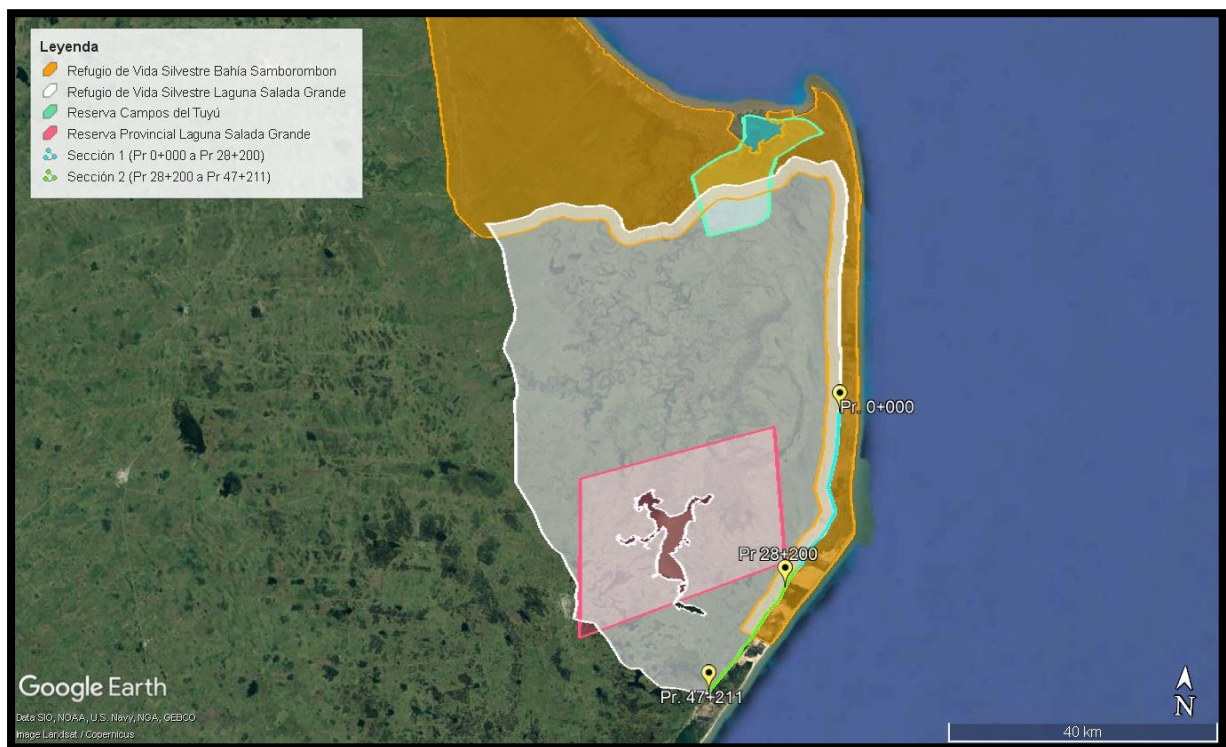 Leyenda
Refugio de Vida Silvestre Bahía Samborombon
Refugio de Vida Silvestre Laguna Salada Grande
Reserva Campos del Tuyú
Reserva Provincial Laguna Salada Grande
Sección 1 (Pr 0+000 a Pr 28+200)
Sección 2 (Pr 28+200 a Pr 47+211)
Pr. 0+000
Pr 28+200
Pr. 47+211
Google Earth
Data SIO, NOAA, U.S. Navy, NGA, GEBCO
Image Landsat / Copernicus
N
40 km